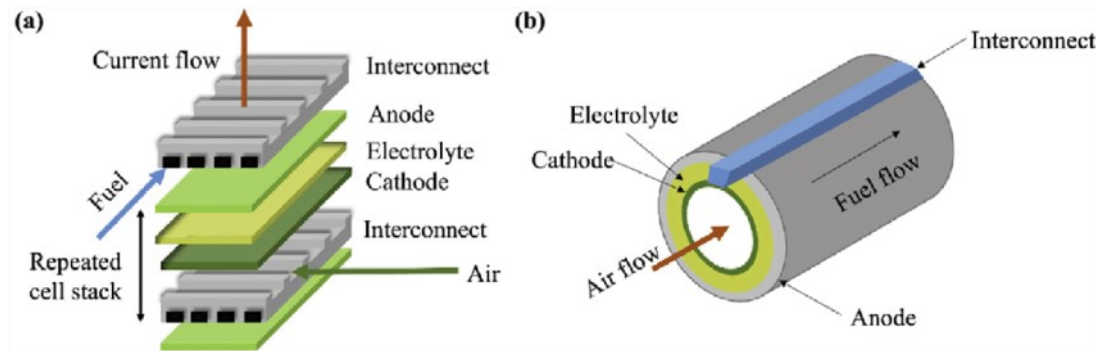 (a)
Current flow
Interconnect
Anode
Electrolyte
Cathode
Fuel
Interconnect
Repeated
cell stack
Air
(b)
Interconnect
Electrolyte
Cathode
Fuel flow
Air flow
Anode